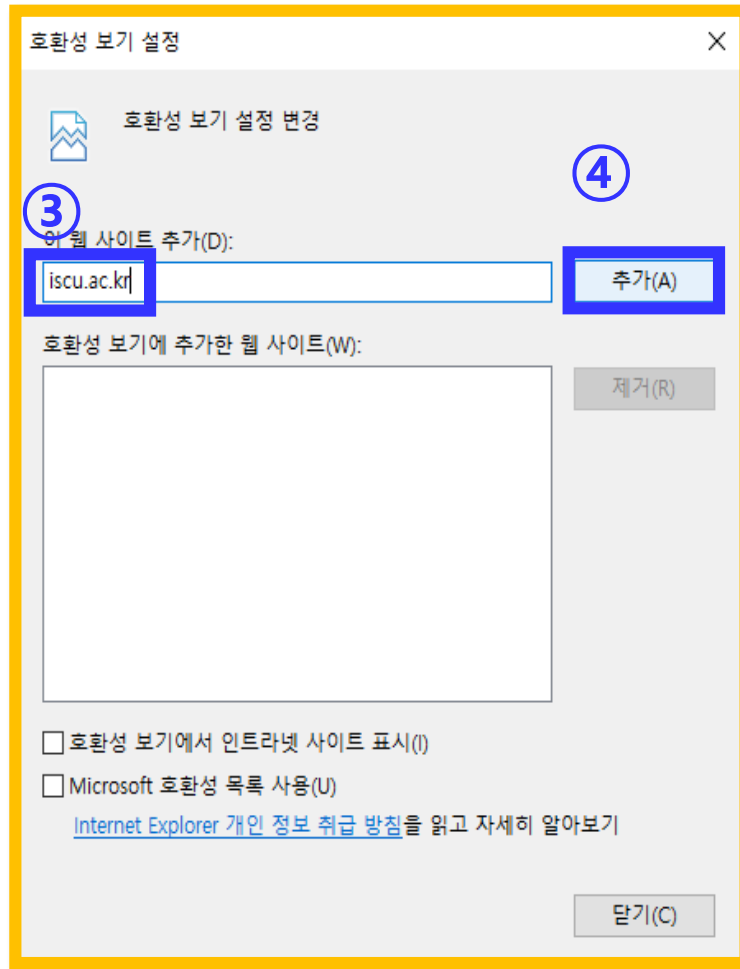 호환성 보기 설정
호환성 보기 설정 변경
④
③
이 웹 사이트 추가(D):
iscu.ac.kr
추가(A)
호환성 보기에 추가한 웹 사이트(W):
제거(R)
호환성 보기에서 인트라넷 사이트 표시(I)
Microsoft 호환성 목록 사용(U)
Internet Explorer 개인 정보 취급 방침을 읽고 자세히 알아보기
닫기(C)